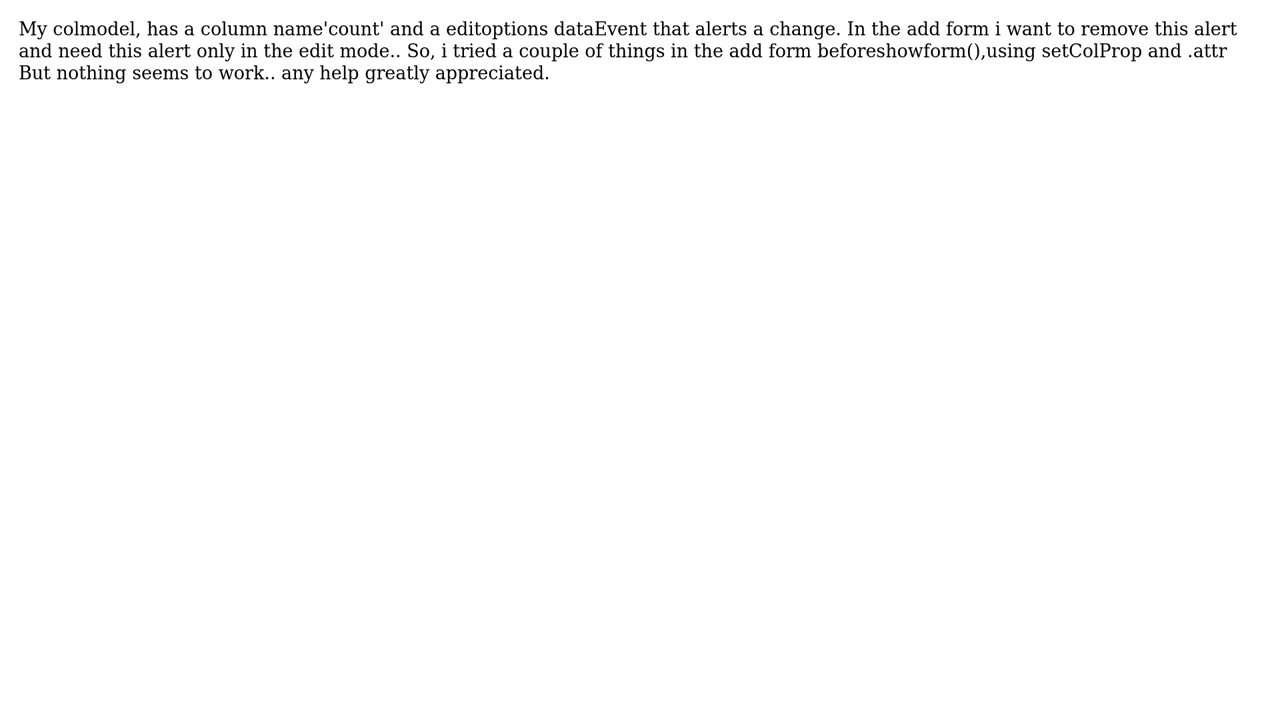 My colmodel, has a column name'count' and a editoptions dataEvent that alerts a change. In the add form i want to remove this alert
and need this alert only in the edit mode.. So, i tried a couple of things in the add form beforeshowform(),using setColProp and .attr
But nothing seems to work.. any help greatly appreciated.